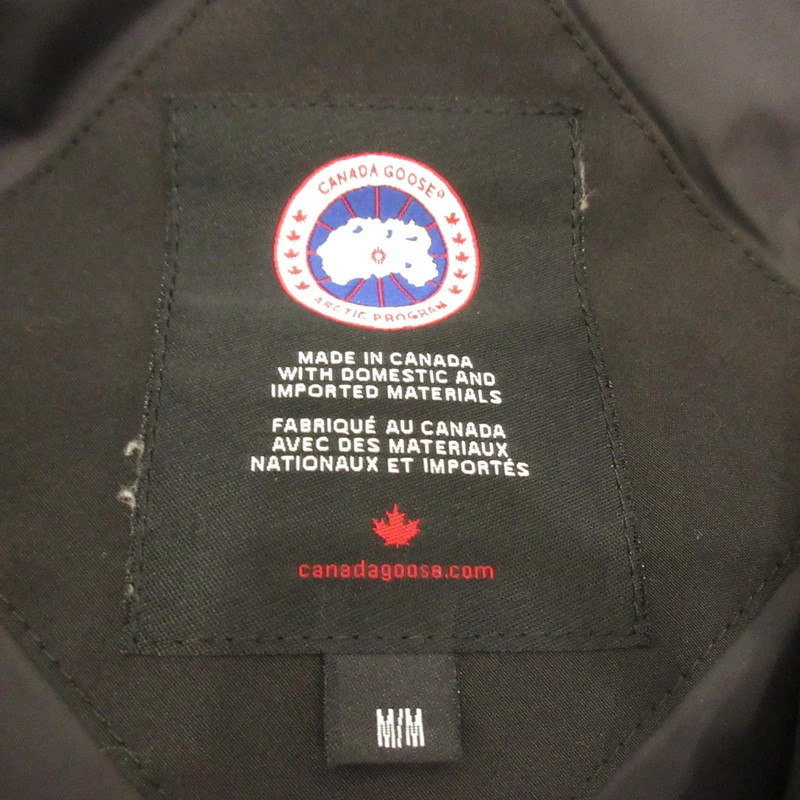 CANADA GOOSE®
ARCTIC PROGRAM
MADE IN CANADA
WITH DOMESTIC AND
IMPORTED MATERIALS
FABRIQUÉ AU CANADA
AVEC DES MATERIAUX
NATIONAUX ET IMPORTÉS
canadagoose.com
M/M